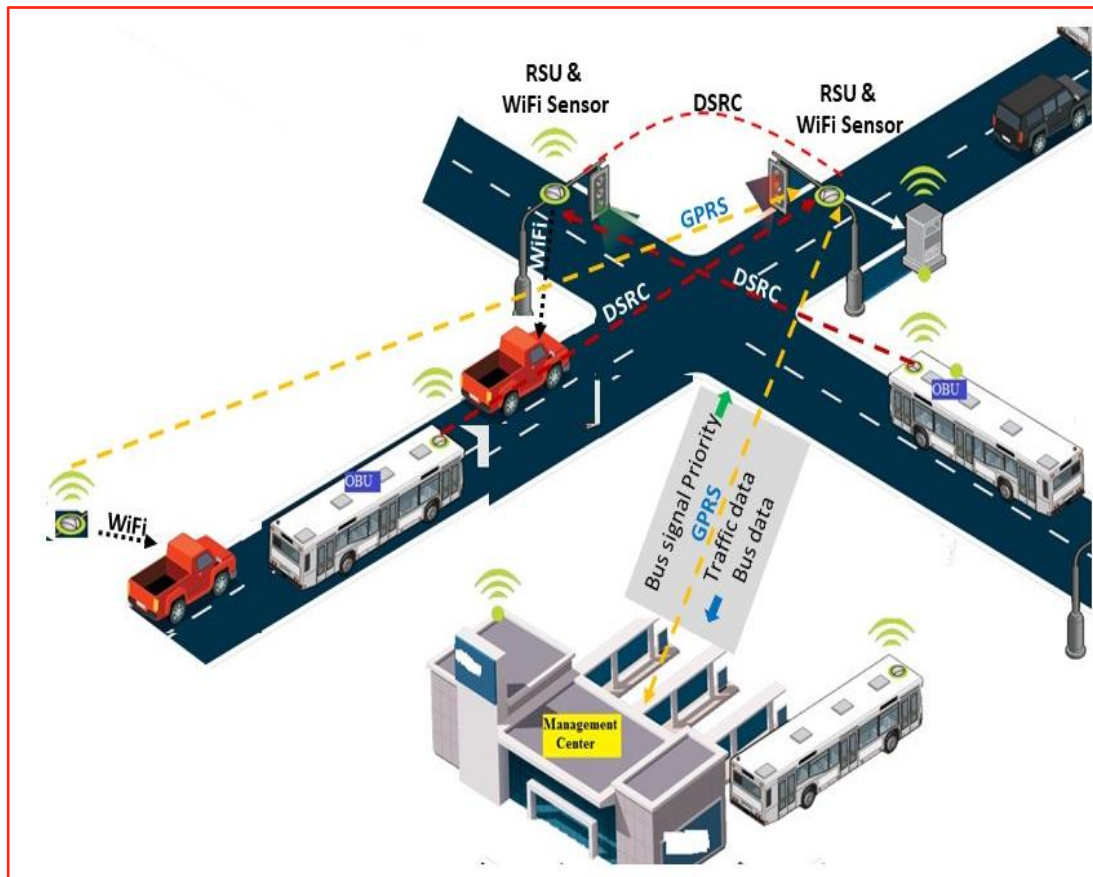 RSU &
WiFi Sensor
DSRC
RSU &
WiFi Sensor
GPRS
WiFi
DSRC
DSRC
OBU
OBU
WiFi
Bus signal Priority
GPRS
Traffic data
Bus data
Management
Center